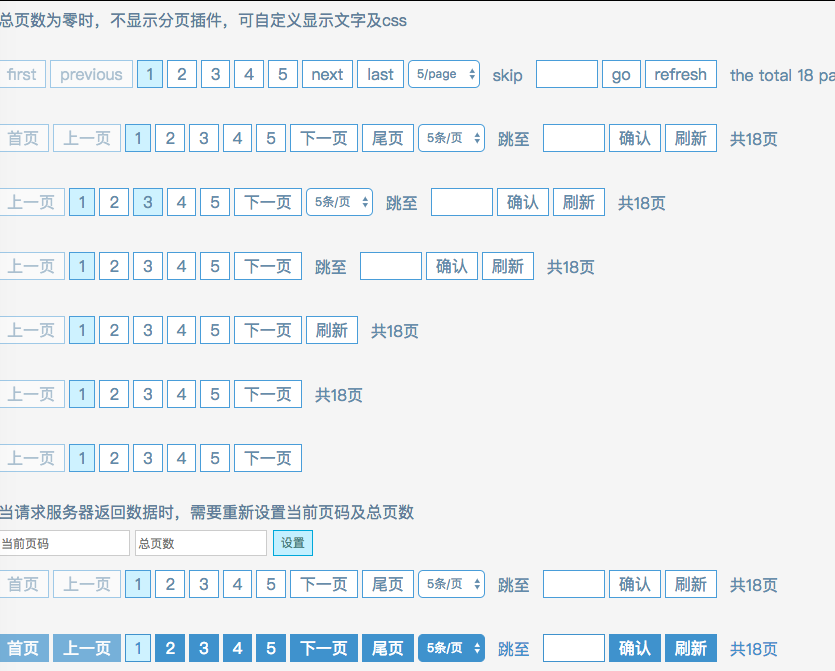 总页数为零时，不显示分页插件，可自定义显示文字及css
first previous 1 2 3 4 5 next last 5/page skip go refresh the total 18
首页 上一页 1 2 3 4 5 下一页 尾页 5条/页 跳至 确认 刷新 共18页
上一页 1 2 3 4 5 下一页 5条/页 跳至 确认 刷新 共18页
上一页 1 2 3 4 5 下一页 跳至 确认 刷新 共18页
上一页 1 2 3 4 5 下一页 刷新 共18页
上一页 1 2 3 4 5 下一页 共18页
上一页 1 2 3 4 5 下一页
当请求服务器返回数据时，需要重新设置当前页码及总页数
当前页码 总页数 设置
首页 上一页 1 2 3 4 5 下一页 尾页 5条/页 跳至 确认 刷新 共18页
首页 上一页 1 2 3 4 5 下一页 尾页 5条/页 跳至 确认 刷新 共18页